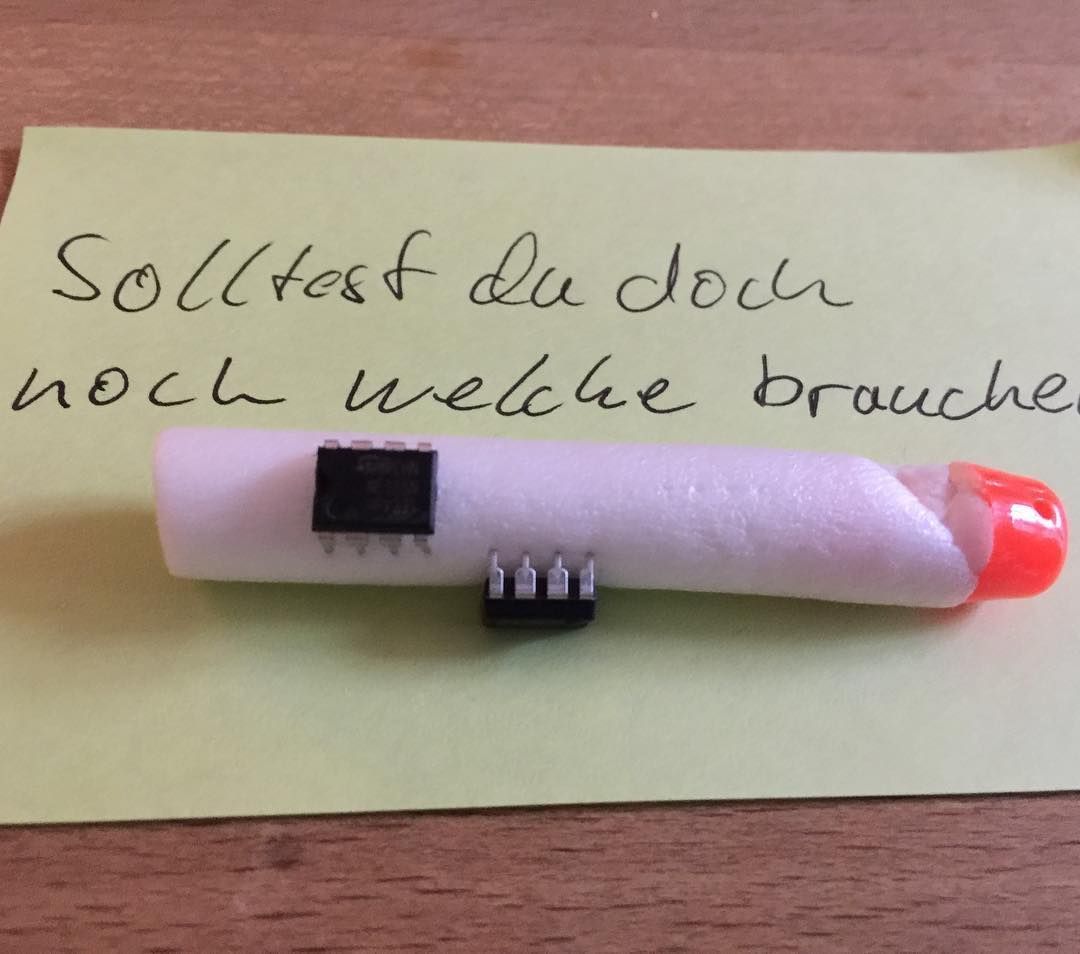 Solltest du doch
noch welche brauche